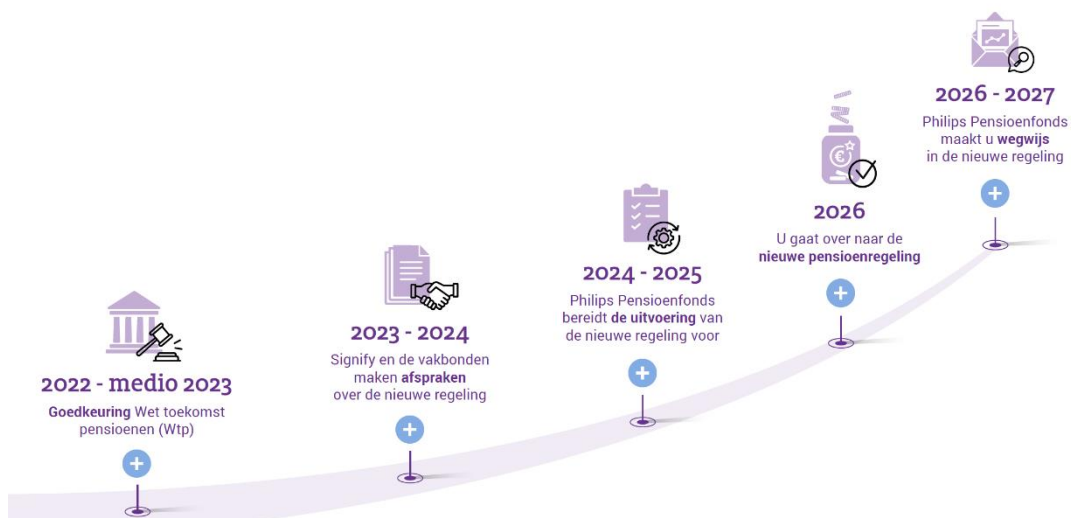 2022 - medio 2023
Goedkeuring Wet toekomst
pensioenen (Wtp)
2023 - 2024
Signify en de vakbonden
maken afspraken
over de nieuwe regeling
2024 - 2025
Philips Pensioenfonds
bereidt de uitvoering van
de nieuwe regeling voor
2026
U gaat over naar de
nieuwe pensioenregeling
2026 - 2027
Philips Pensioenfonds
maakt u wegwijs
in de nieuwe regeling